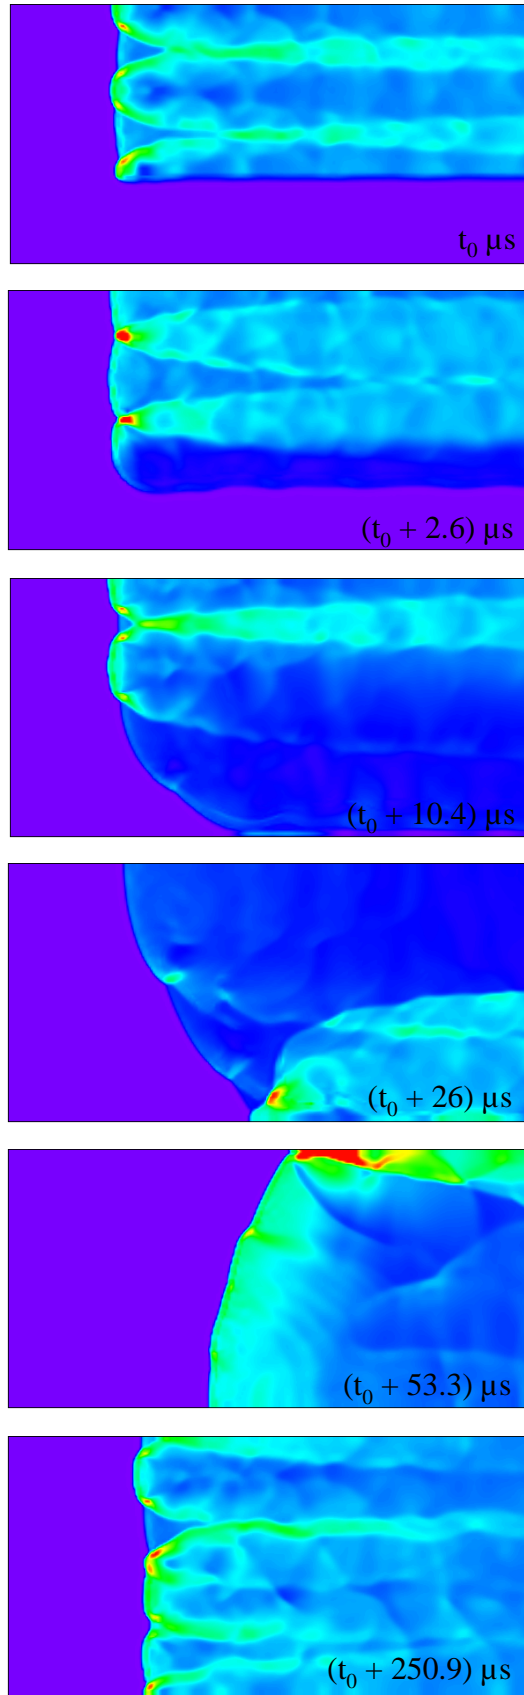 t₀ µs
(t₀ + 2.6) µs
(t₀ + 10.4) µs
(t₀ + 26) µs
(t₀ + 53.3) µs
(t₀ + 250.9) µs